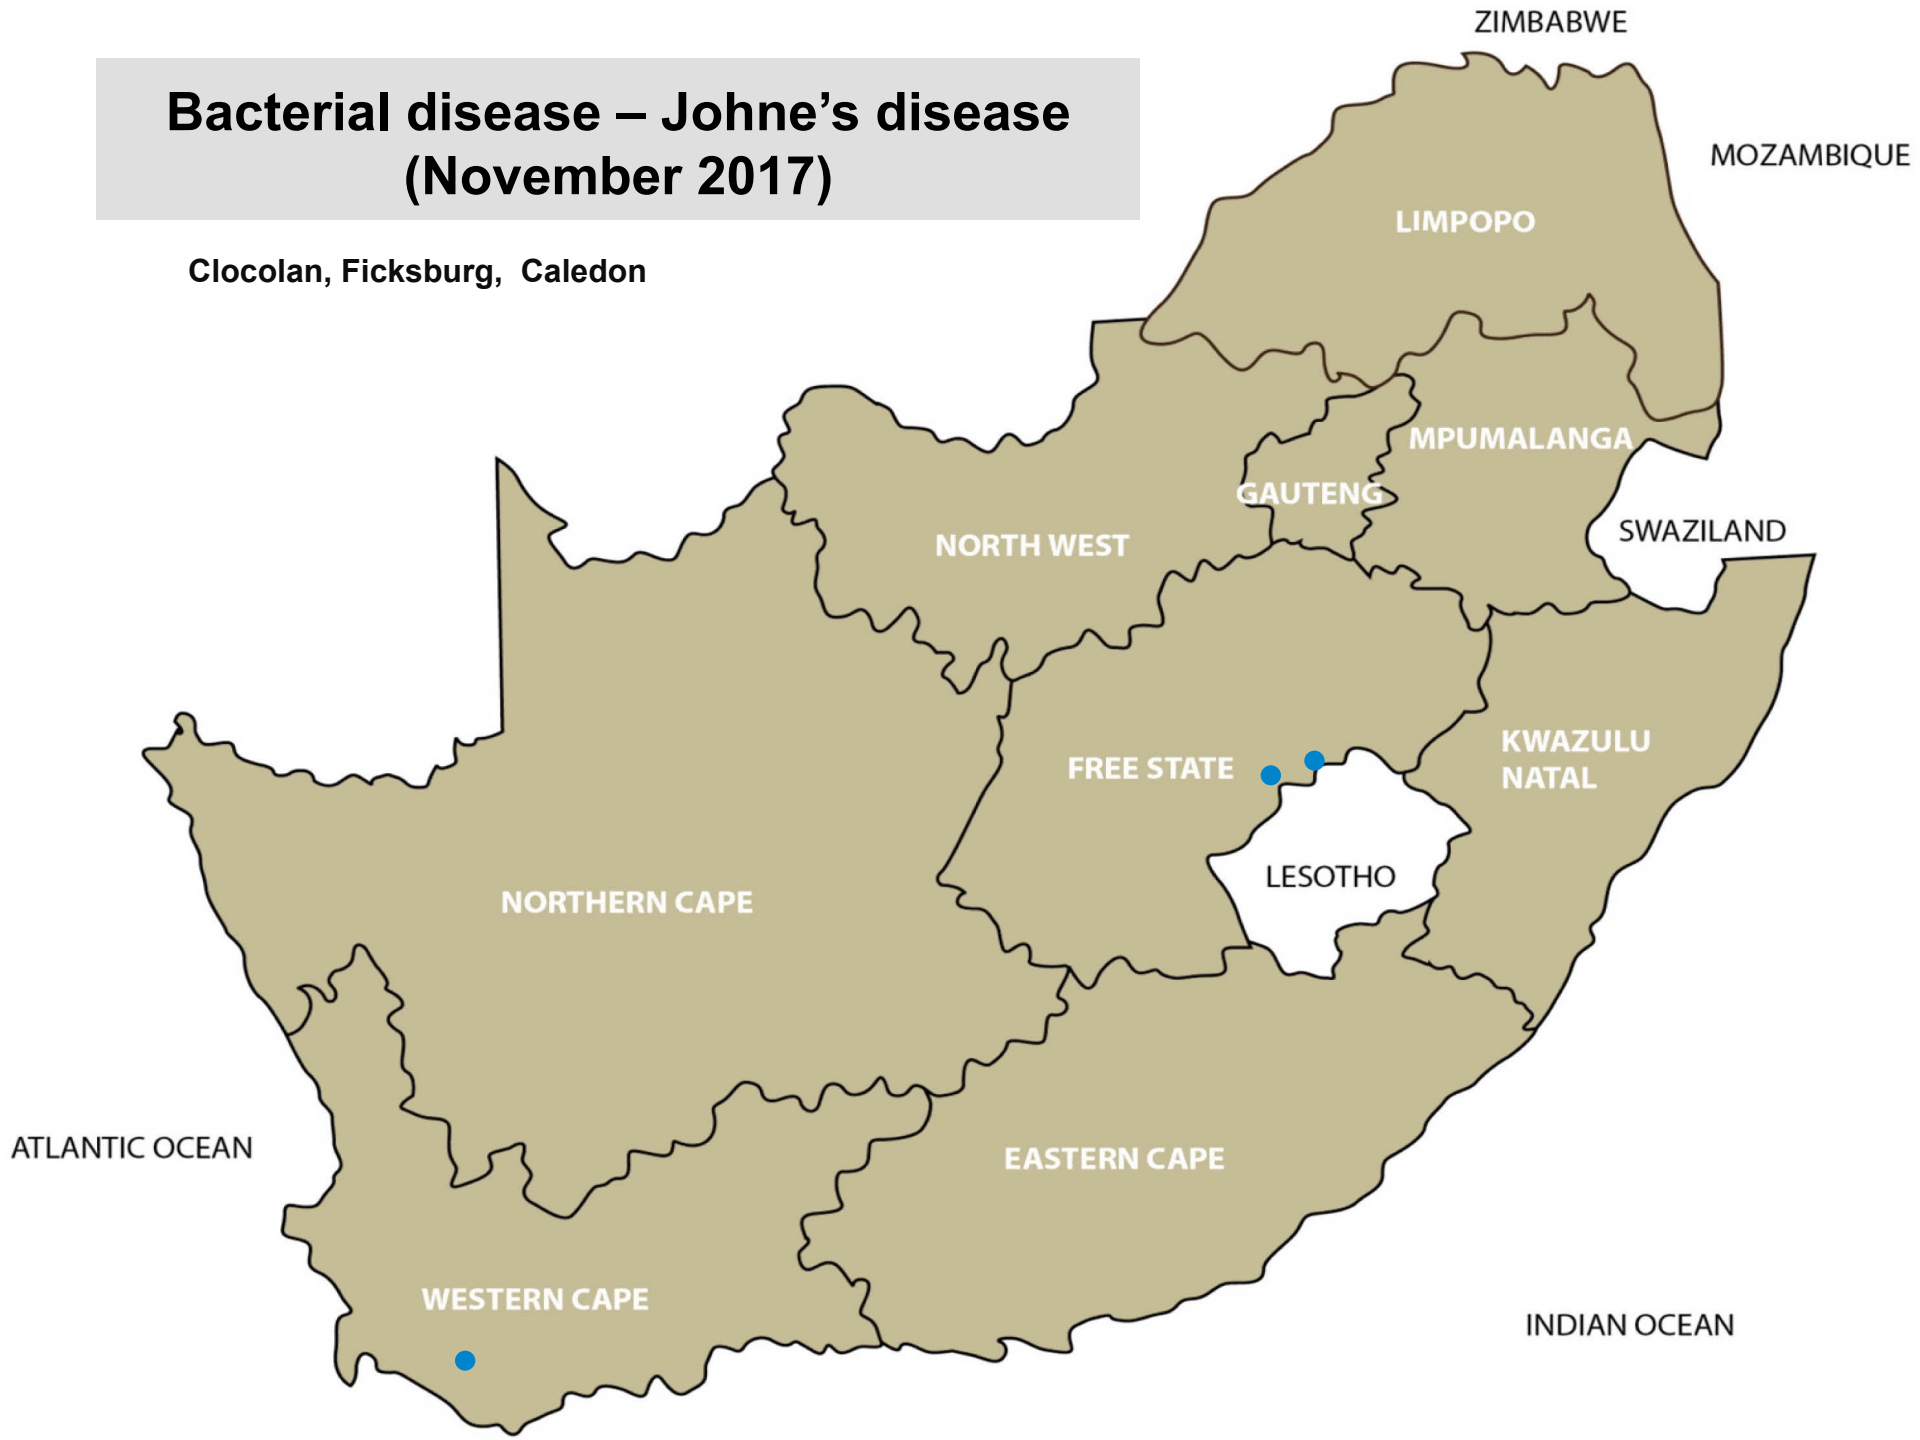 ZIMBABWE
Bacterial disease – Johne’s disease
(November 2017)
MOZAMBIQUE
LIMPOPO
Clocolan, Ficksburg,  Caledon
MPUMALANGA
GAUTENG
SWAZILAND
NORTH WEST
KWAZULU
NATAL
FREE STATE
LESOTHO
NORTHERN CAPE
ATLANTIC OCEAN
EASTERN CAPE
WESTERN CAPE
INDIAN OCEAN